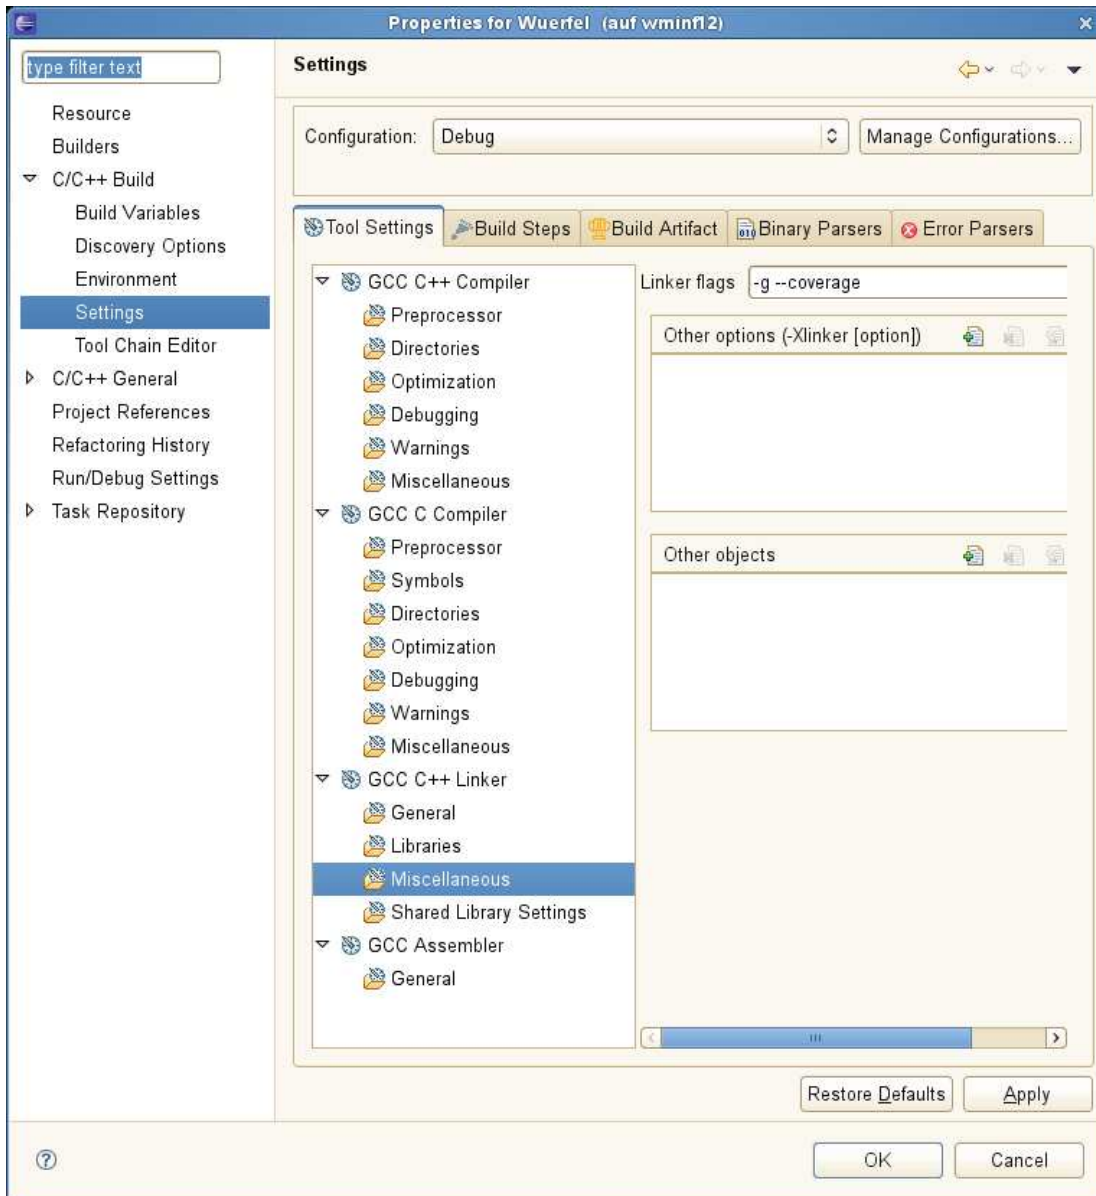 Properties for Wuerfel (auf wminf12)
type filter text
Resource
Builders
C/C++ Build
Build Variables
Discovery Options
Environment
Settings
Tool Chain Editor
C/C++ General
Project References
Refactoring History
Run/Debug Settings
Task Repository
Settings
Configuration:
Debug
Manage Configurations...
Tool Settings
Build Steps
Build Artifact
Binary Parsers
Error Parsers
GCC C++ Compiler
Preprocessor
Directories
Optimization
Debugging
Warnings
Miscellaneous
GCC C Compiler
Preprocessor
Symbols
Directories
Optimization
Debugging
Warnings
Miscellaneous
GCC C++ Linker
General
Libraries
Miscellaneous
Shared Library Settings
GCC Assembler
General
Linker flags
-g --coverage
Other options (-Xlinker [option])
Other objects
Restore Defaults
Apply
OK
Cancel